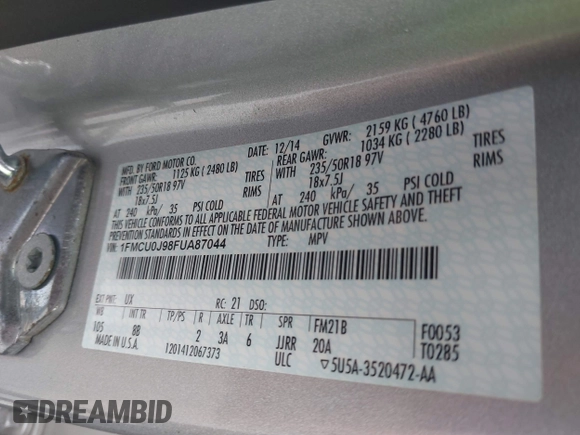 MFD. BY FORD MOTOR CO.
DATE: 12/14 GVWR: 2159 KG ( 4760 LB)
FRONT GAWR: 1125 KG ( 2480 LB) REAR GAWR: 1034 KG ( 2280 LB)
WITH 235/50R18 97V TIRES WITH 235/50R18 97V TIRES
18x7.5J RIMS 18x7.5J RIMS
AT 240 kPa/ 35 PSI COLD AT 240 kPa/ 35 PSI COLD
THIS VEHICLE CONFORMS TO ALL APPLICABLE FEDERAL MOTOR VEHICLE SAFETY AND THEFT
PREVENTION STANDARDS IN EFFECT ON THE DATE OF MANUFACTURE SHOWN ABOVE.
VIN: 1FMCU0J98FUA87044 TYPE: MPV
EXT PNT: UX RC: 21 DSO:
WB INT TR TP/PS R AXLE TR SPR FM21B F0053
105 8B 2 3A 6 JJRR 20A T0285
MADE IN U.S.A. 1201412067373 ULC ▽5U5A-3520472-AA
DREAMBID